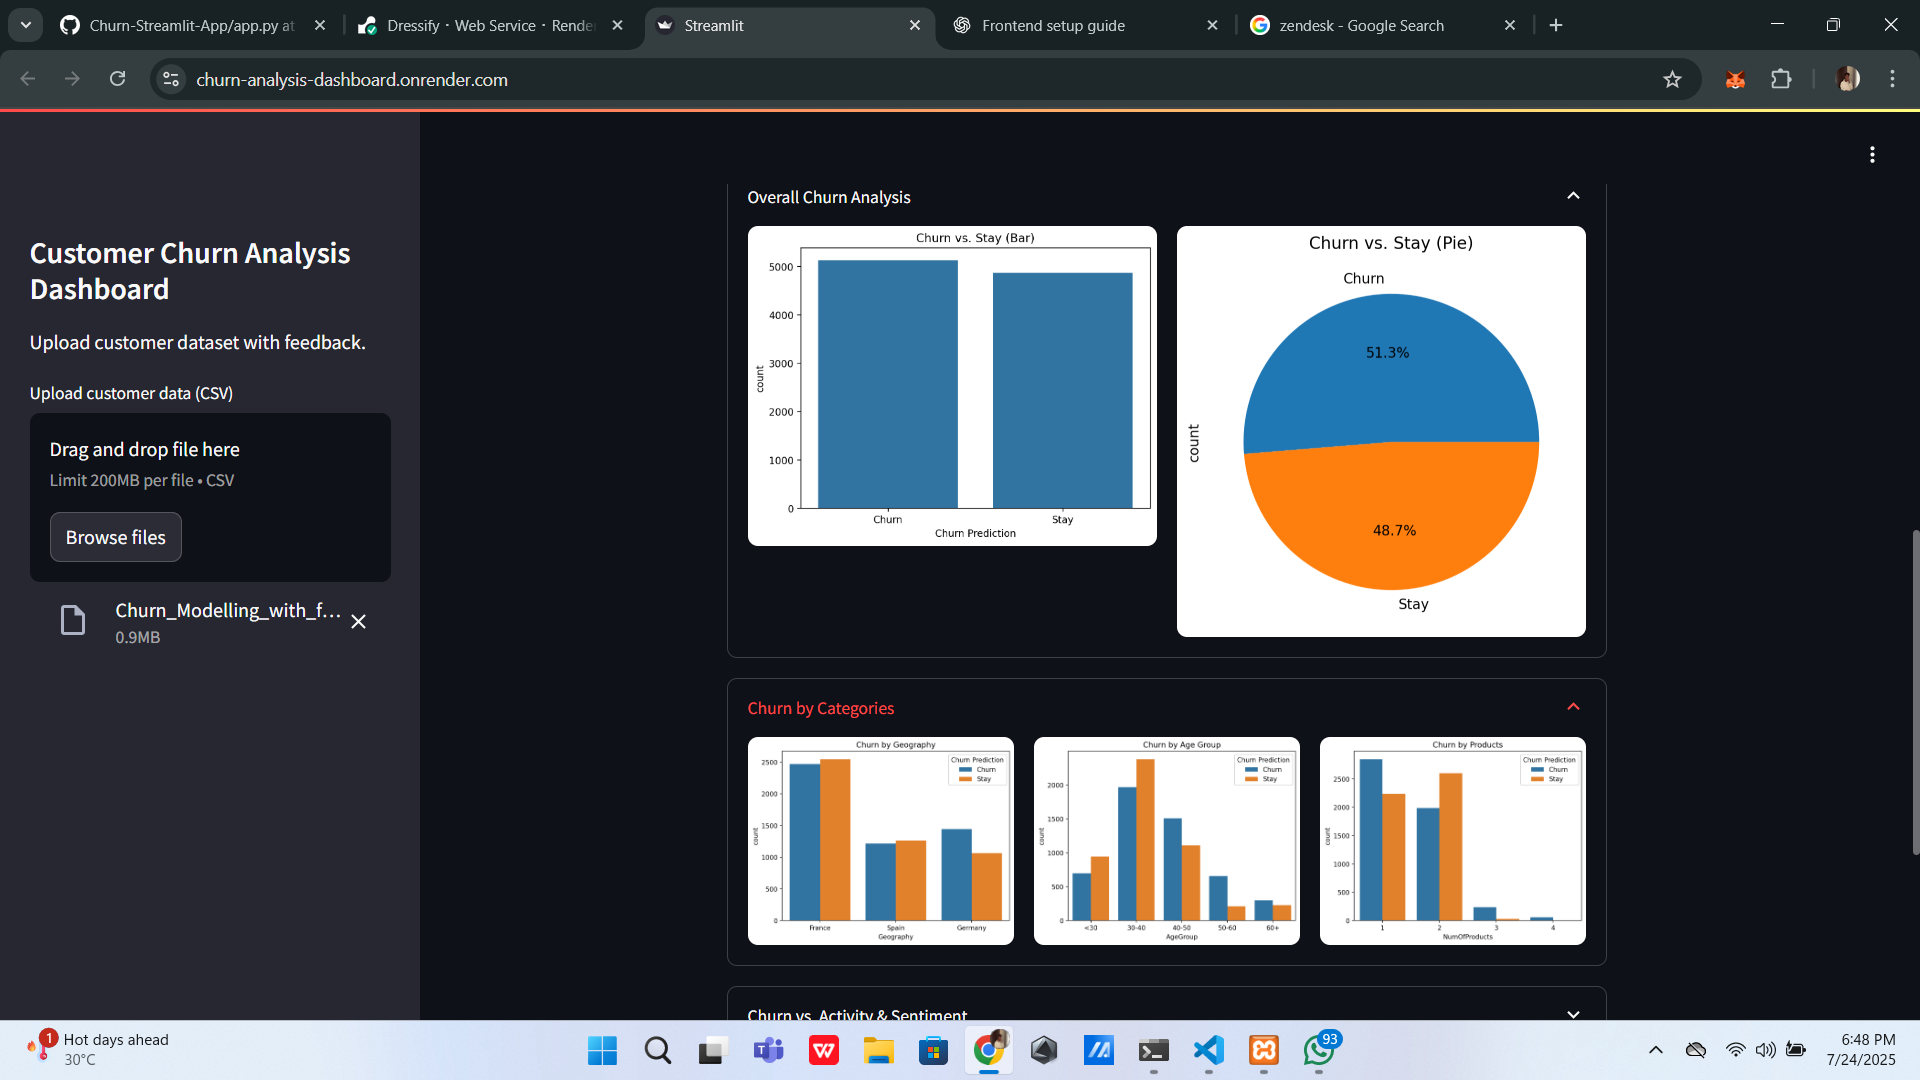 Churn-Streamlit-App/app.py at
Dressify · Web Service · Render
Streamlit
Frontend setup guide
zendesk - Google Search
churn-analysis-dashboard.onrender.com
Customer Churn Analysis
Dashboard
Upload customer dataset with feedback.
Upload customer data (CSV)
Drag and drop file here
Limit 200MB per file • CSV
Browse files
Churn_Modelling_with_f...
0.9MB
Overall Churn Analysis
Churn vs. Stay (Bar)
5000
4000
3000
2000
1000
0
count
Churn
Stay
Churn Prediction
Churn vs. Stay (Pie)
Churn
51.3%
count
48.7%
Stay
Churn by Categories
Churn by Geography
Churn Prediction
Churn
Stay
2500
2000
1500
1000
500
0
count
France
Spain
Germany
Geography
Churn by Age Group
Churn Prediction
Churn
Stay
2000
1500
1000
500
0
count
<30
30-40
40-50
50-60
60+
AgeGroup
Churn by Products
Churn Prediction
Churn
Stay
2500
2000
1500
1000
500
0
count
1
2
3
4
NumOfProducts
Churn vs. Activity & Sentiment
1
Hot days ahead
30°C
93
6:48 PM
7/24/2025